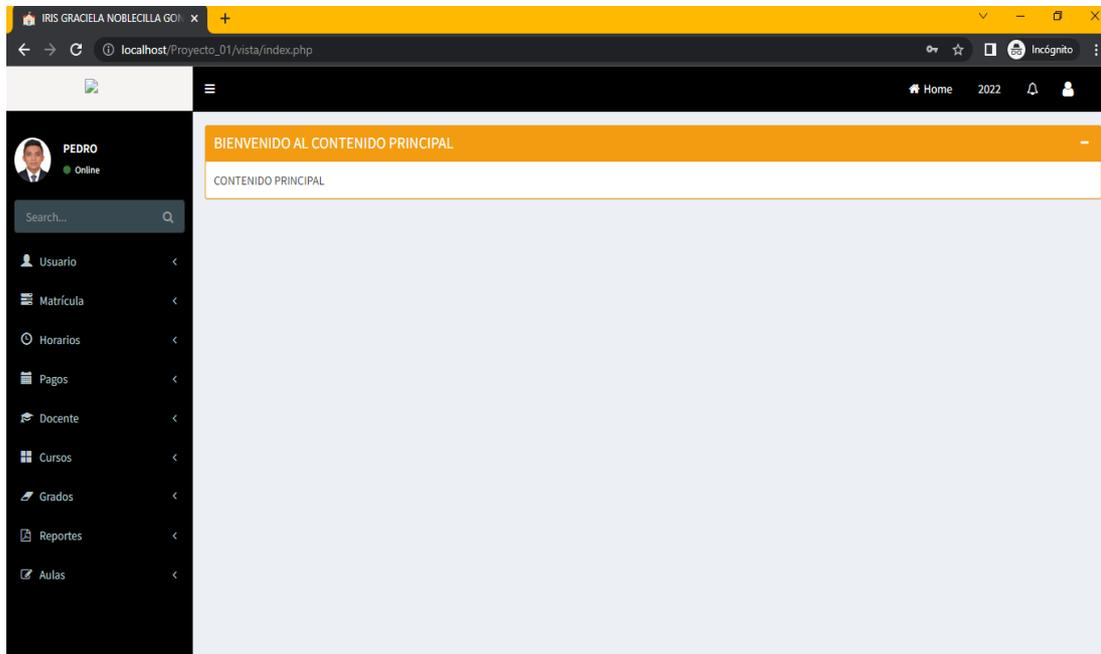 IRIS GRACIELA NOBLECILLA GON
localhost/Proyecto_01/vista/index.php
Incógnito
Home 2022
PEDRO
Online
Search...
Usuario
Matrícula
Horarios
Pagos
Docente
Cursos
Grados
Reportes
Aulas
BIENVENIDO AL CONTENIDO PRINCIPAL
CONTENIDO PRINCIPAL